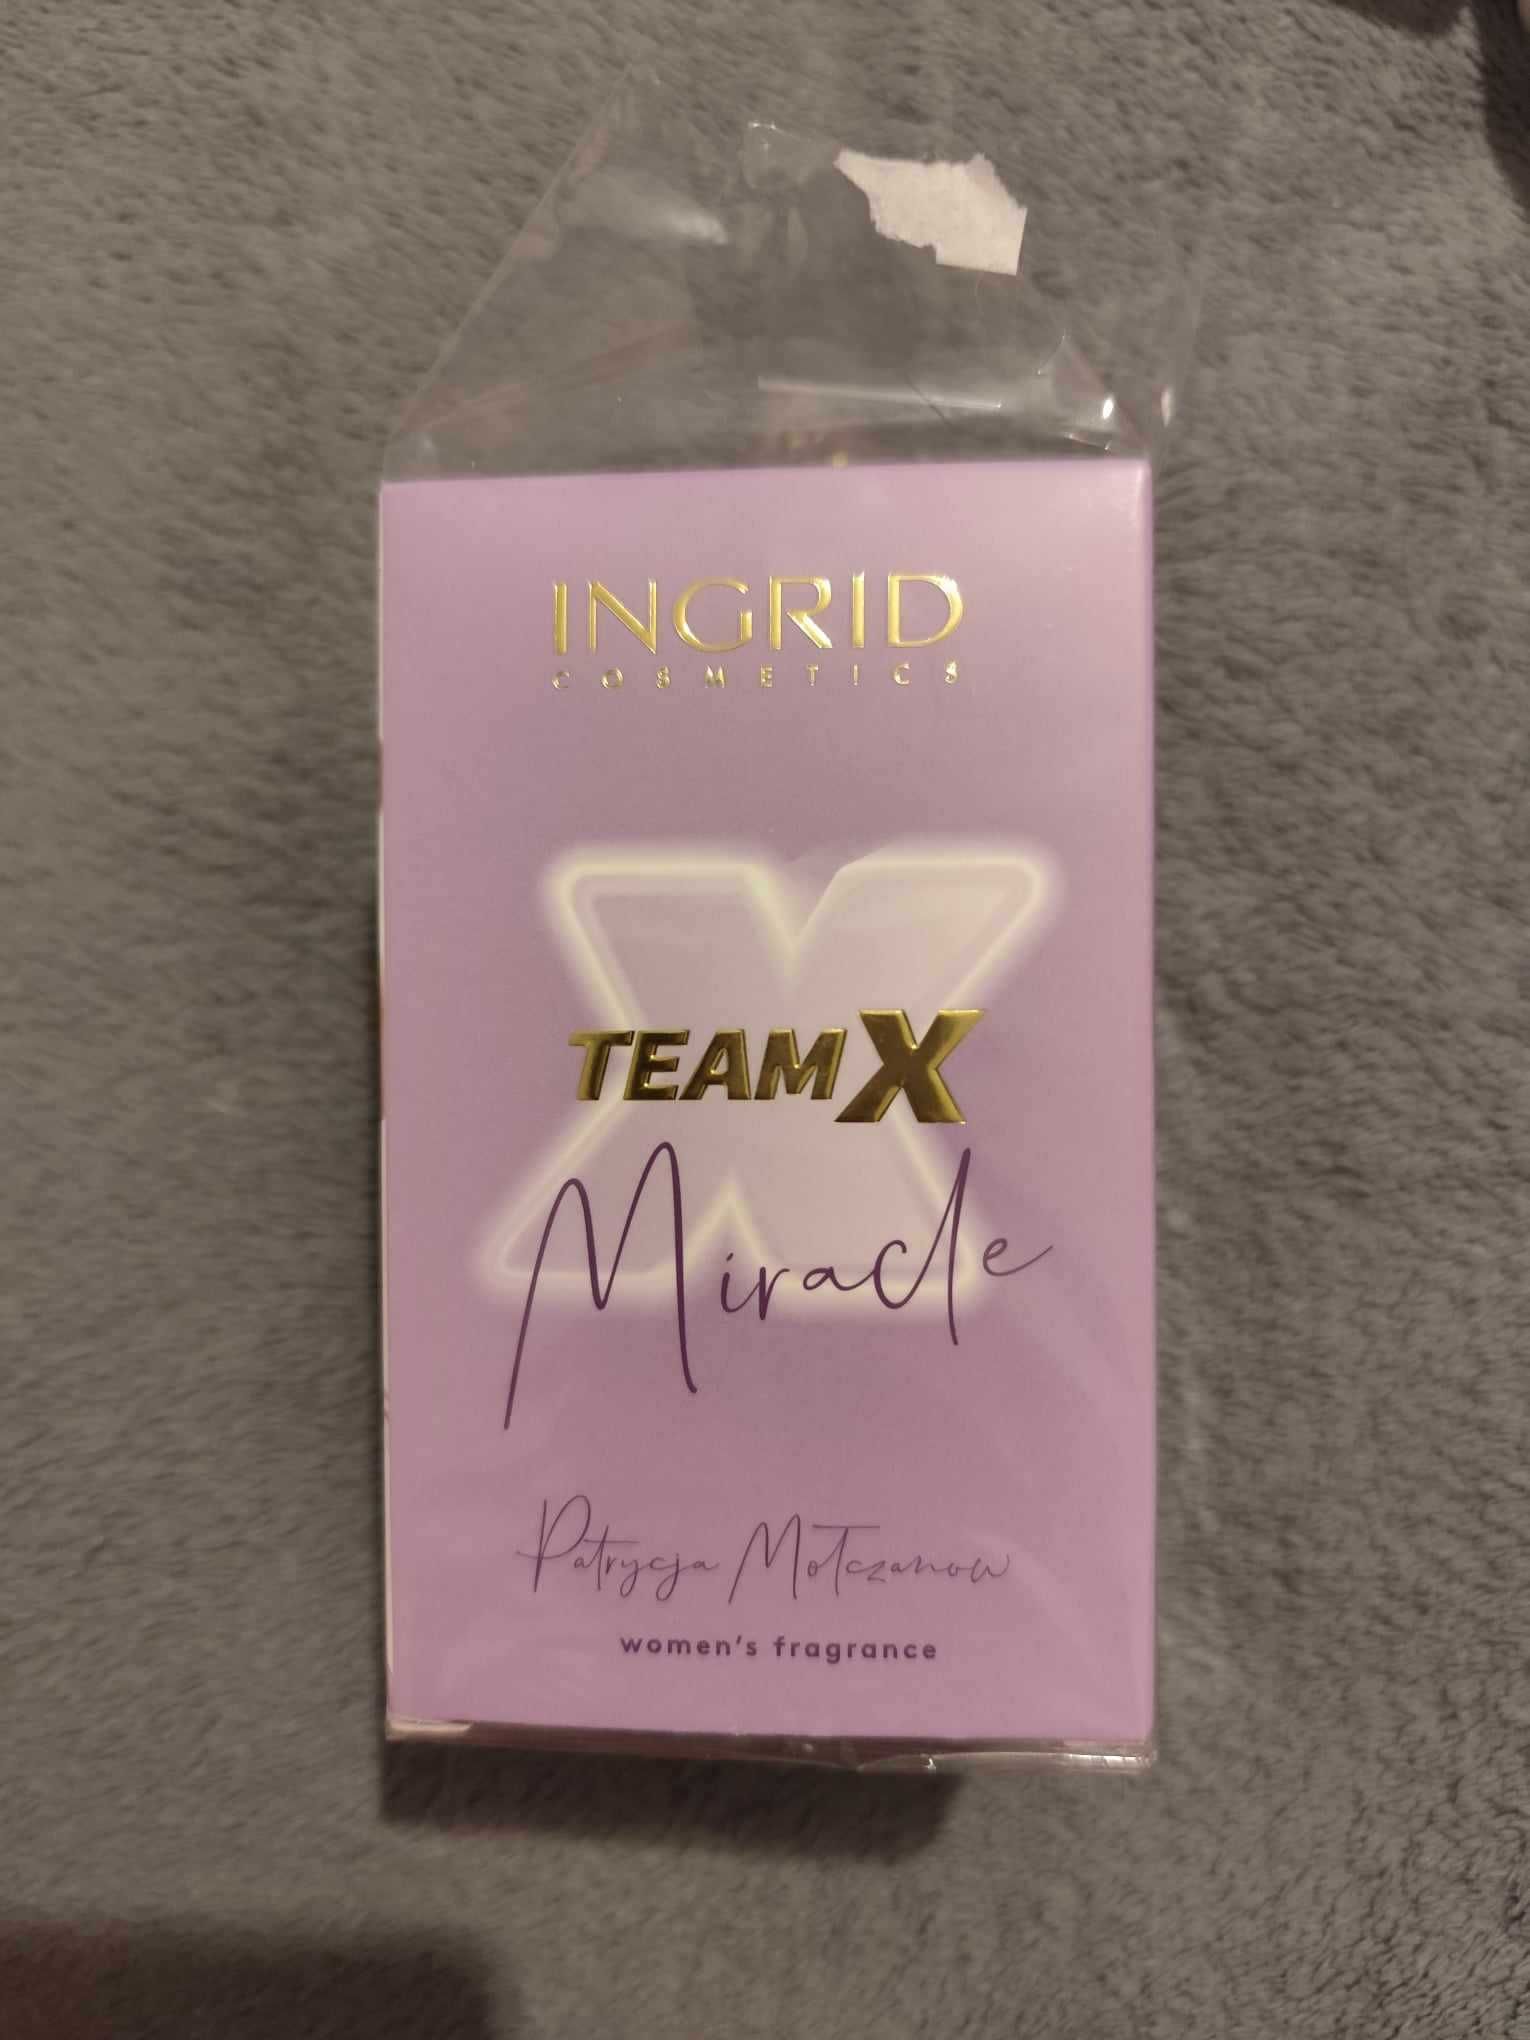 INGRID
COSMETICS
TEAM X
Miracle
Patrycja Mołczanow
women's fragrance